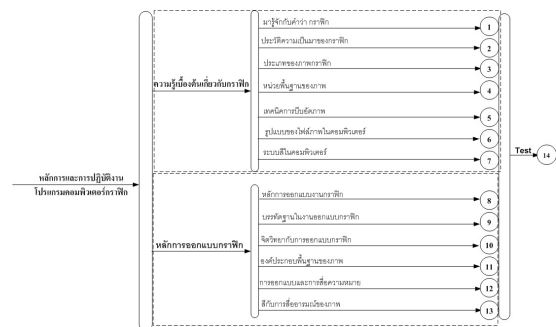 มารู้จักกับคำว่า กราฟิก
1
ประวัติความเป็นมาของกราฟิก
2
ประเภทของภาพกราฟิก
3
ความรู้เบื้องต้นเกี่ยวกับกราฟิก
หน่วยพื้นฐานของภาพ
4
เทคนิคการบีบอัดภาพ
5
รูปแบบของไฟล์ภาพในคอมพิวเตอร์
6
ระบบสีในคอมพิวเตอร์
7
Test
14
หลักการและการปฏิบัติงาน
โปรแกรมคอมพิวเตอร์กราฟิก
หลักการออกแบบงานกราฟิก
8
บรรทัดฐานในงานออกแบบกราฟิก
9
หลักการออกแบบกราฟิก
จิตวิทยากับการออกแบบกราฟิก
10
องค์ประกอบพื้นฐานของภาพ
11
การออกแบบและการสื่อความหมาย
12
สีกับการสื่ออารมณ์ของภาพ
13